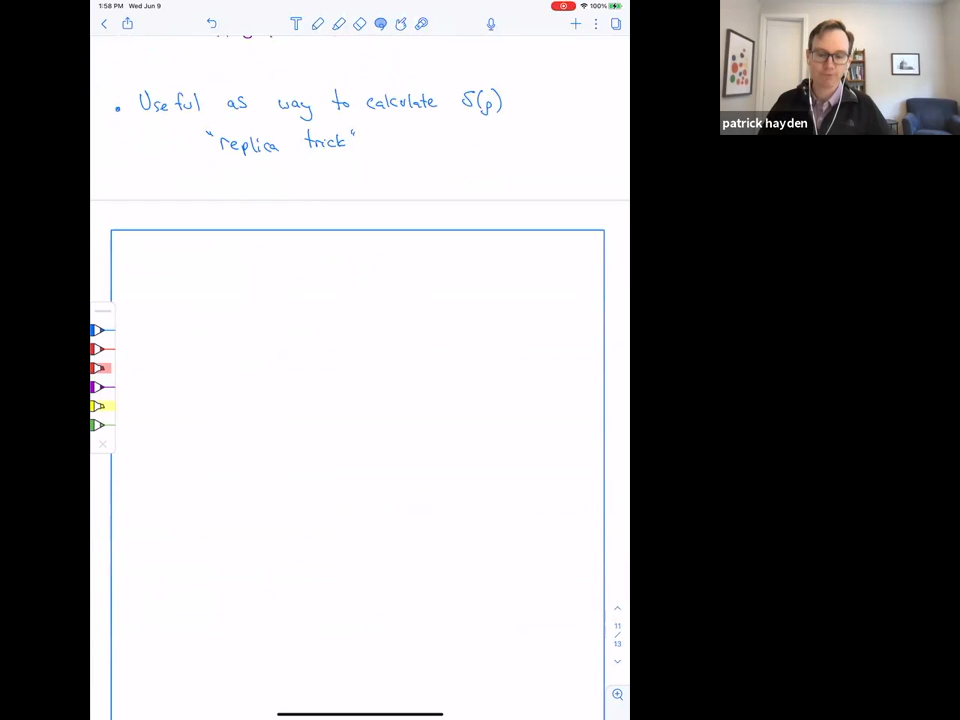 1:58 PM Wed Jun 9
100%
• Useful as way to calculate S(ρ)
"replica trick"
11
/
13
patrick hayden